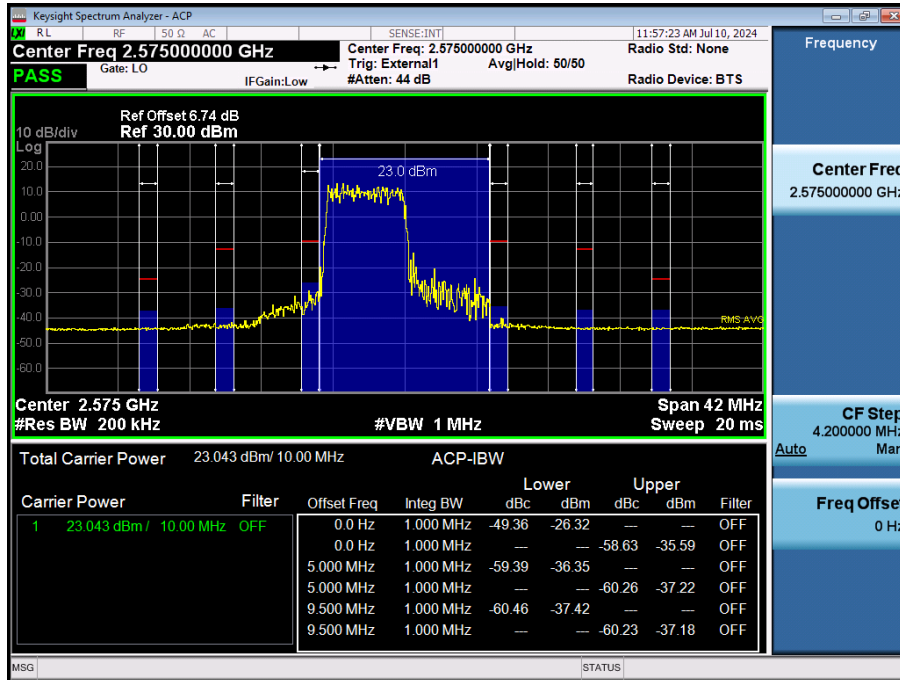 Keysight Spectrum Analyzer - ACP
LXI RL RF 50 Ω AC SENSE:INT 11:57:23 AM Jul 10, 2024
Center Freq 2.575000000 GHz
Center Freq: 2.575000000 GHz Radio Std: None
Gate: LO Trig: External1 Avg|Hold: 50/50
PASS IFGain:Low #Atten: 44 dB Radio Device: BTS
Ref Offset 6.74 dB
10 dB/div Ref 30.00 dBm
Log
20.0
23.0 dBm
10.0
0.00
-10.0
-20.0
-30.0
-40.0
RMS AVG
-50.0
-60.0
Center 2.575 GHz Span 42 MHz
#Res BW 200 kHz #VBW 1 MHz Sweep 20 ms
Total Carrier Power 23.043 dBm/ 10.00 MHz ACP-IBW
Lower Upper
Carrier Power Filter Offset Freq Integ BW dBc dBm dBc dBm Filter
1 23.043 dBm / 10.00 MHz OFF 0.0 Hz 1.000 MHz -49.36 -26.32 --- --- OFF
0.0 Hz 1.000 MHz --- --- -58.63 -35.59 OFF
5.000 MHz 1.000 MHz -59.39 -36.35 --- --- OFF
5.000 MHz 1.000 MHz --- --- -60.26 -37.22 OFF
9.500 MHz 1.000 MHz -60.46 -37.42 --- --- OFF
9.500 MHz 1.000 MHz --- --- -60.23 -37.18 OFF
MSG STATUS
Frequency
Center Freq
2.575000000 GHz
CF Step
4.200000 MHz
Auto Man
Freq Offset
0 Hz